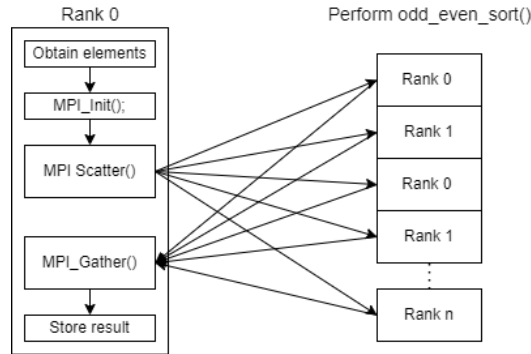 Rank 0
Perform odd_even_sort()
Obtain elements
MPI_Init();
MPI Scatter()
MPI_Gather()
Store result
Rank 0
Rank 1
Rank 0
Rank 1
Rank n